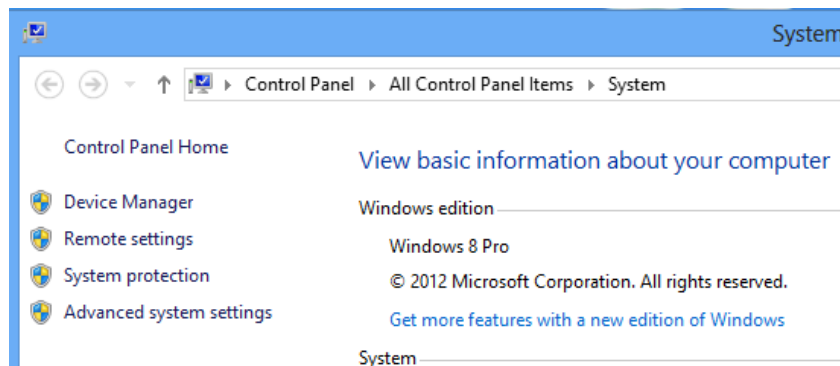 System
Control Panel All Control Panel Items System
Control Panel Home
Device Manager
Remote settings
System protection
Advanced system settings
View basic information about your computer
Windows edition
Windows 8 Pro
© 2012 Microsoft Corporation. All rights reserved.
Get more features with a new edition of Windows
System